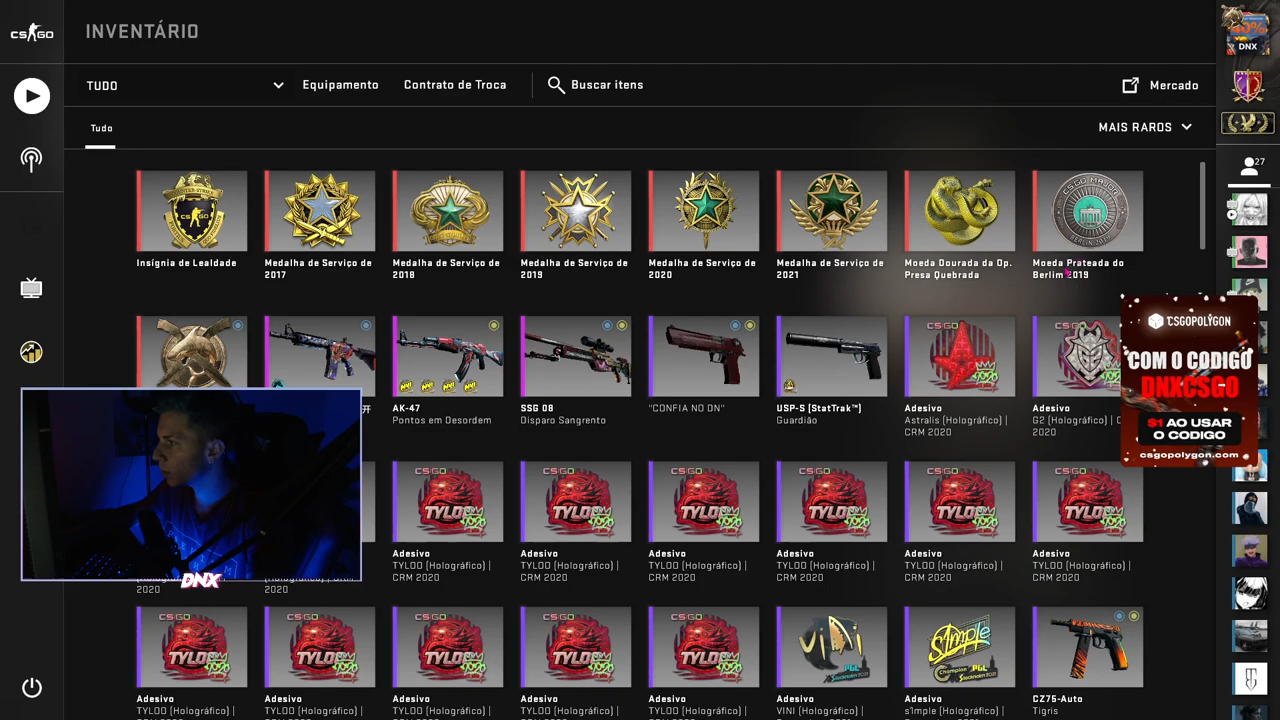 CS GO
INVENTÁRIO
40%
DNX
TUDO
Equipamento
Contrato de Troca
Buscar itens
Mercado
Tudo
MAIS RAROS
27
Insígnia de Lealdade
Medalha de Serviço de
2017
Medalha de Serviço de
2018
Medalha de Serviço de
2019
Medalha de Serviço de
2020
Medalha de Serviço de
2021
Moeda Dourada da Op.
Presa Quebrada
Moeda Prateada do
Berlim 2019
AK-47
Pontos em Desordem
SSG 08
Disparo Sangrento
"CONFIA NO DN"
USP-S (StatTrak™)
Guardião
Adesivo
Astralis (Holográfico) |
CRM 2020
Adesivo
G2 (Holográfico) |
2020
CSGOPOLYGON
COM O CODIGO
DNXCSGO
$1 AO USAR
O CODIGO
csgopolygon.com
2020
2020
DNX
Adesivo
TYLOO (Holográfico) |
CRM 2020
Adesivo
TYLOO (Holográfico) |
CRM 2020
Adesivo
TYLOO (Holográfico) |
CRM 2020
Adesivo
TYLOO (Holográfico) |
CRM 2020
Adesivo
TYLOO (Holográfico) |
CRM 2020
Adesivo
TYLOO (Holográfico) |
CRM 2020
Adesivo
TYLOO (Holográfico) |
Adesivo
TYLOO (Holográfico) |
Adesivo
TYLOO (Holográfico) |
Adesivo
TYLOO (Holográfico) |
Adesivo
TYLOO (Holográfico) |
Adesivo
VINI (Holográfico) |
Adesivo
s1mple (Holográfico) |
CZ75-Auto
Tigris